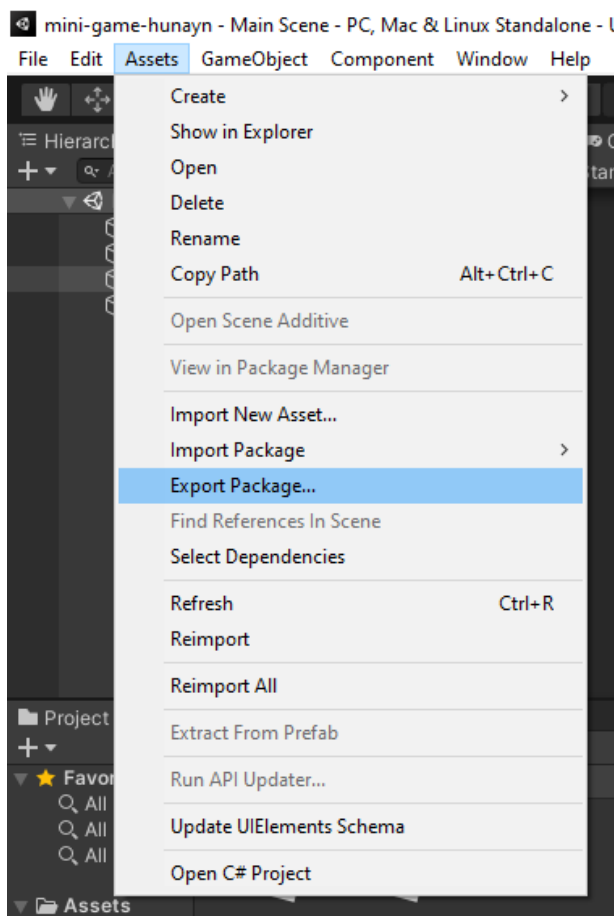 mini-game-hunayn - Main Scene - PC, Mac & Linux Standalone -
File Edit Assets GameObject Component Window Help
Create
Show in Explorer
Open
Delete
Rename
Copy Path Alt+Ctrl+C
Open Scene Additive
View in Package Manager
Import New Asset...
Import Package
Export Package...
Find References In Scene
Select Dependencies
Refresh Ctrl+R
Reimport
Reimport All
Extract From Prefab
Run API Updater...
Update UIElements Schema
Open C# Project
Project
All
All
All
Assets